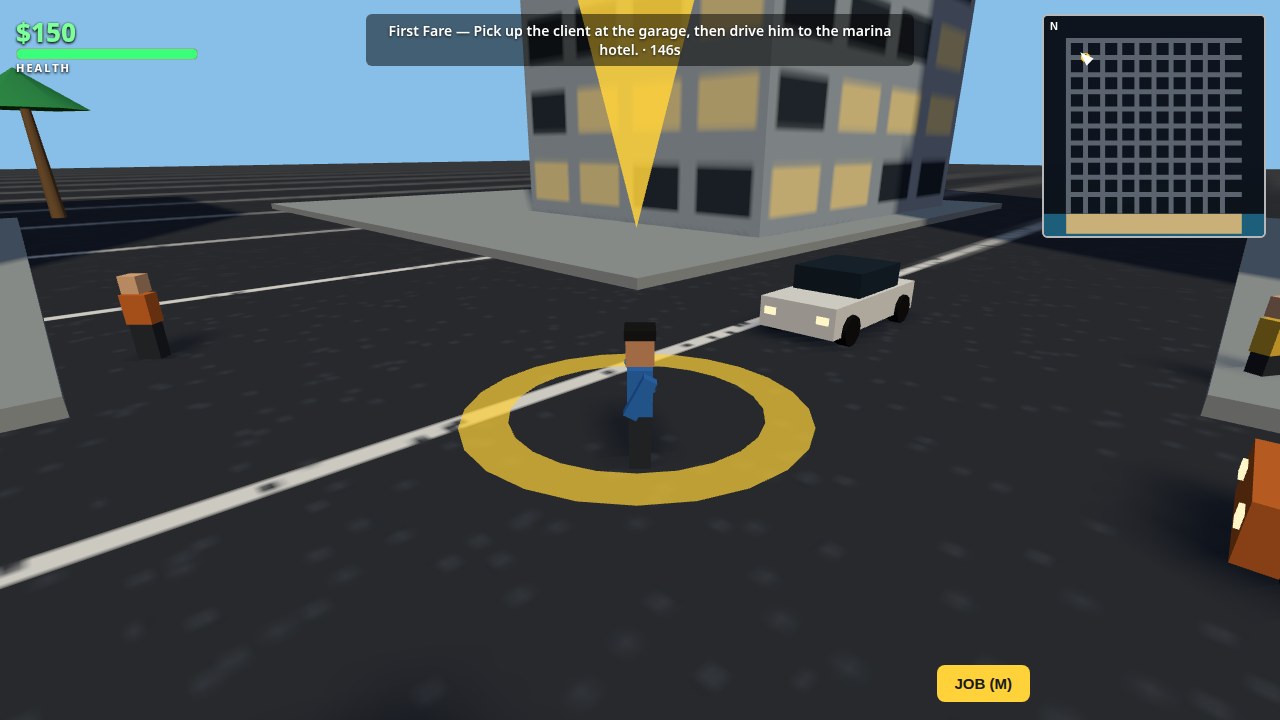 $150
HEALTH
First Fare — Pick up the client at the garage, then drive him to the marina
hotel. · 146s
N
JOB (M)